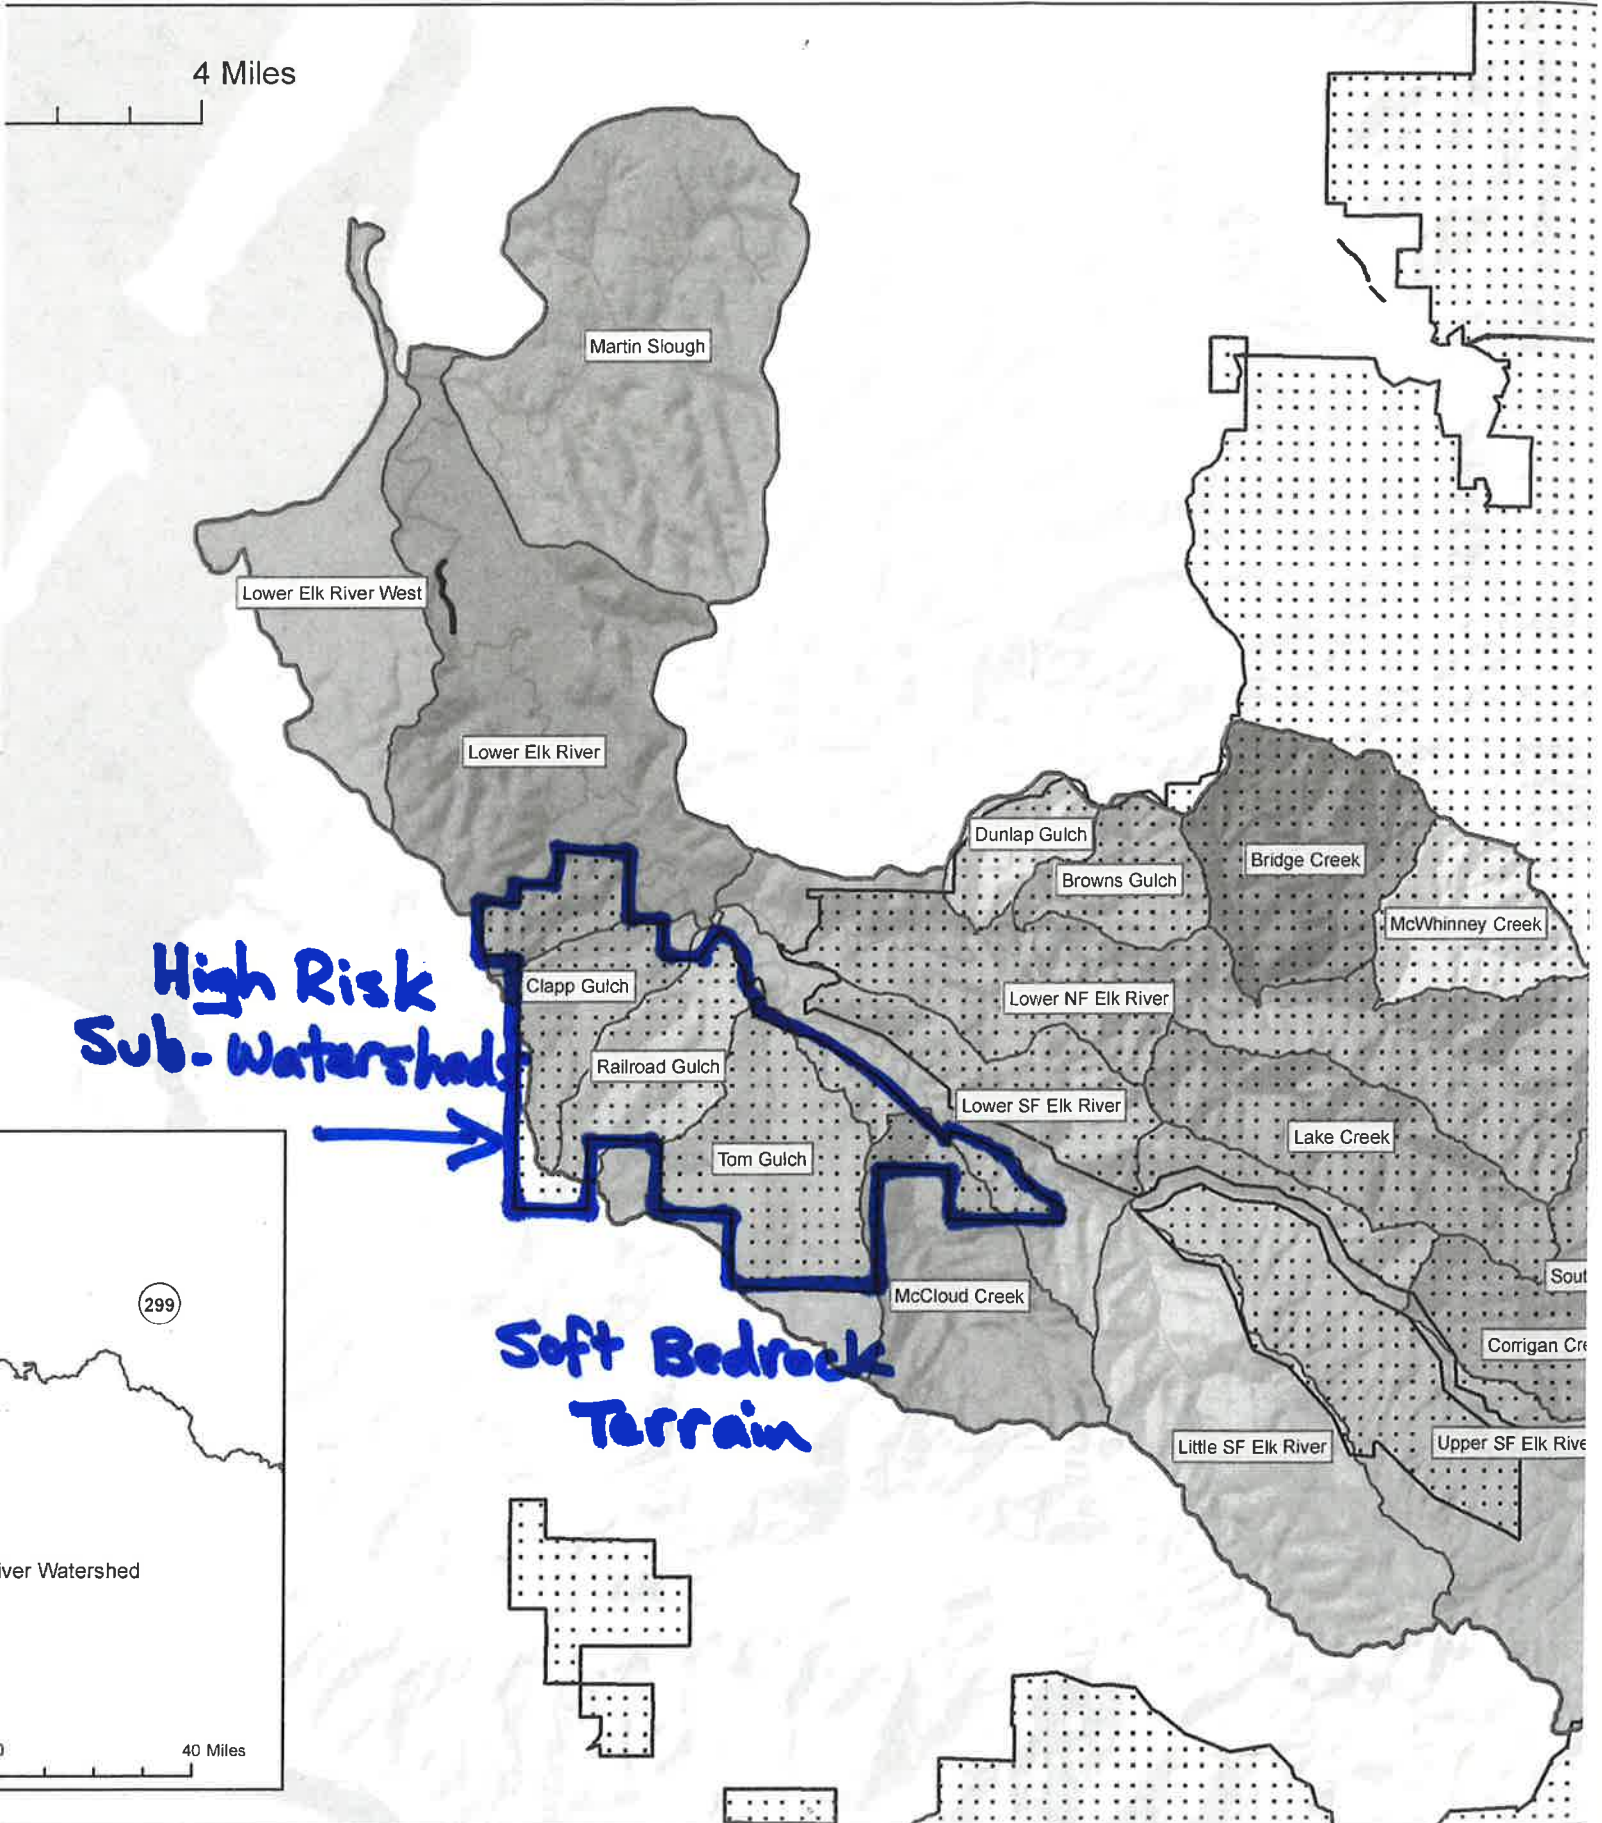 4 Miles
Martin Slough
Lower Elk River West
Lower Elk River
Dunlap Gulch
Browns Gulch
Bridge Creek
McWhinney Creek
High Risk
Sub-Watersheds
Clapp Gulch
Lower NF Elk River
Railroad Gulch
Lower SF Elk River
Lake Creek
Tom Gulch
McCloud Creek
Sout
299
Soft Bedrock
Terrain
Corrigan Cre
Little SF Elk River
Upper SF Elk Rive
iver Watershed
0
40 Miles